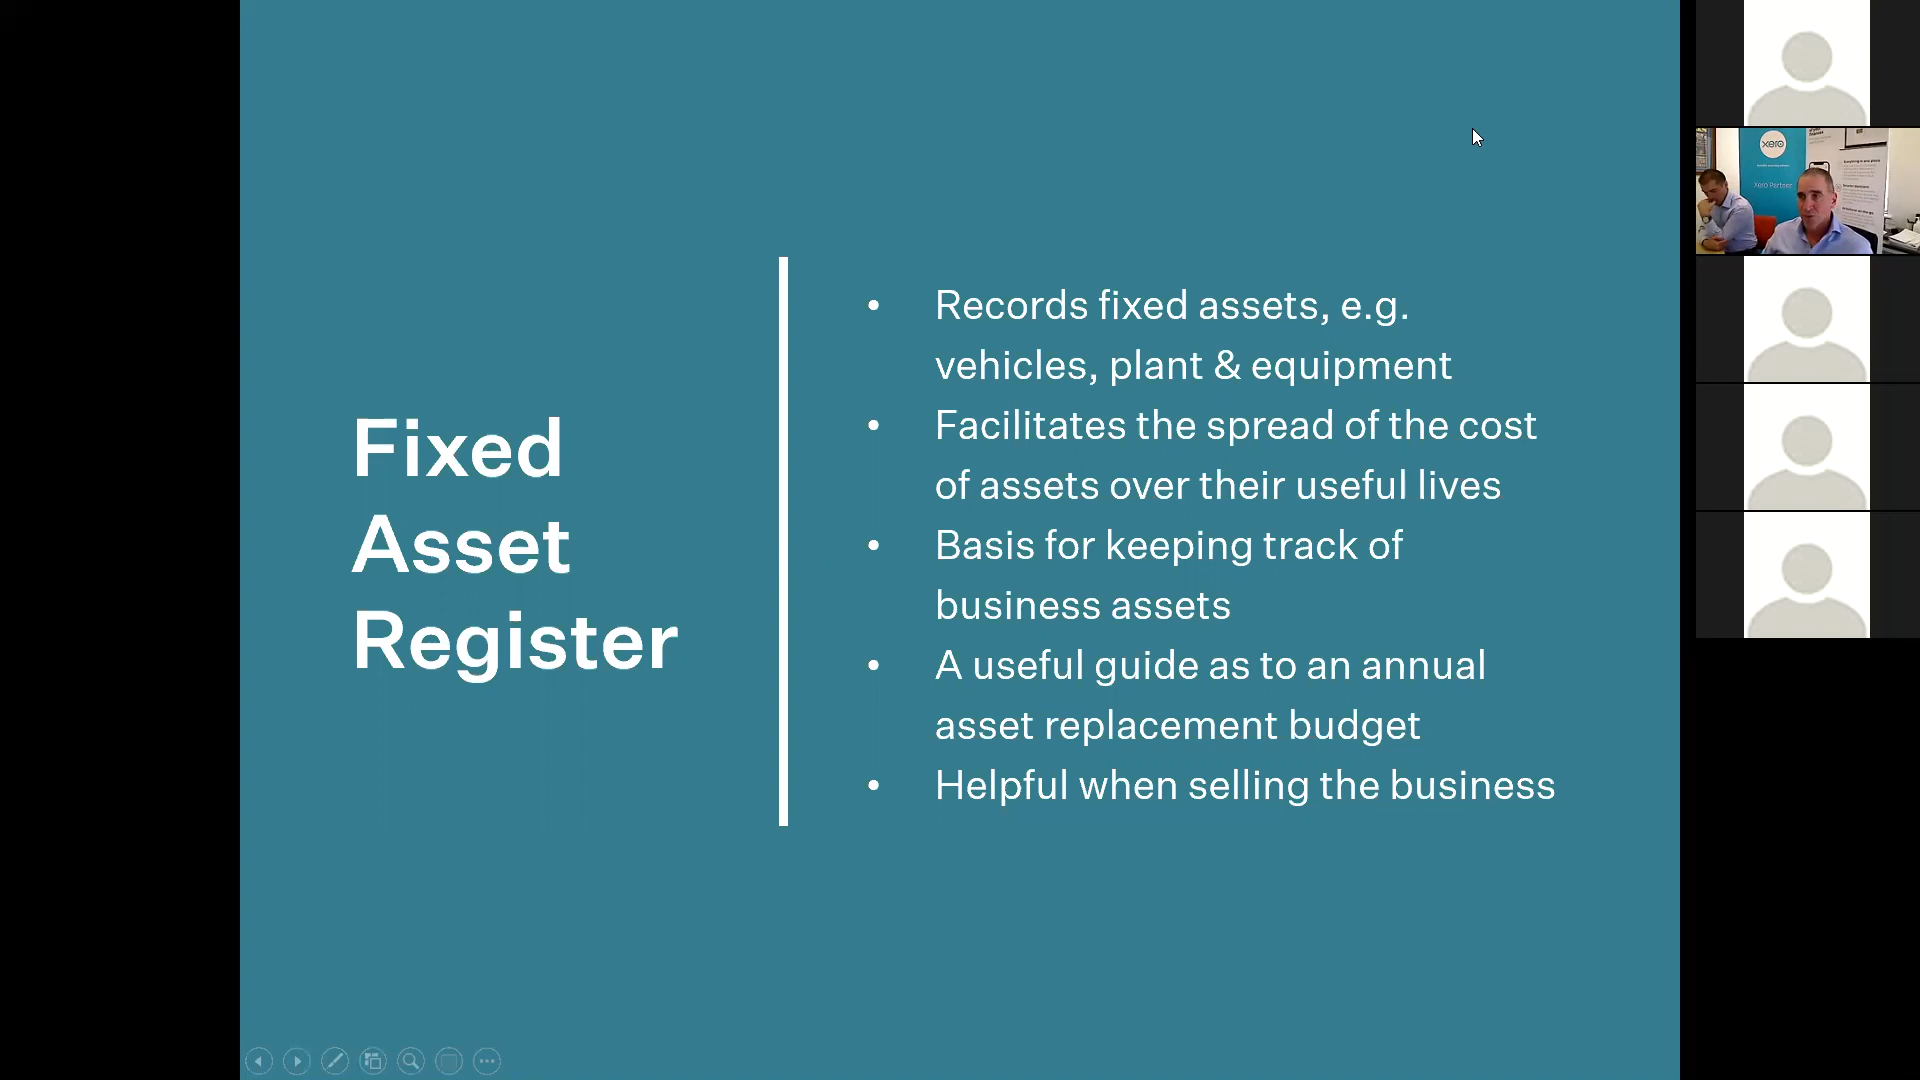 Fixed
Asset
Register
• Records fixed assets, e.g.
vehicles, plant & equipment
• Facilitates the spread of the cost
of assets over their useful lives
• Basis for keeping track of
business assets
• A useful guide as to an annual
asset replacement budget
• Helpful when selling the business
xero
Xero Partner